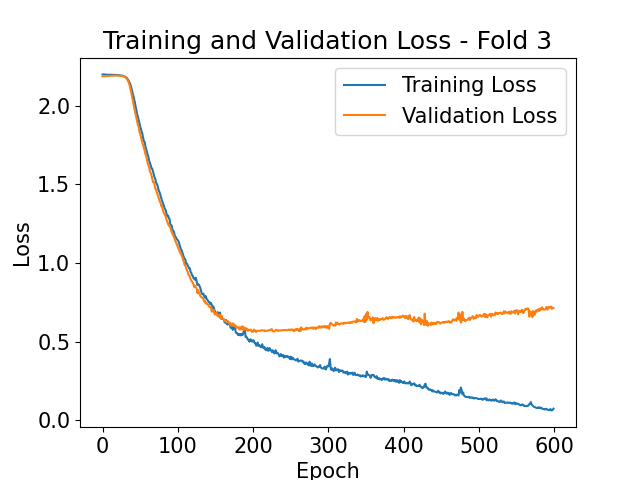 Training and Validation Loss - Fold 3
Training Loss
Validation Loss
Loss
2.0
1.5
1.0
0.5
0.0
0 100 200 300 400 500 600
Epoch